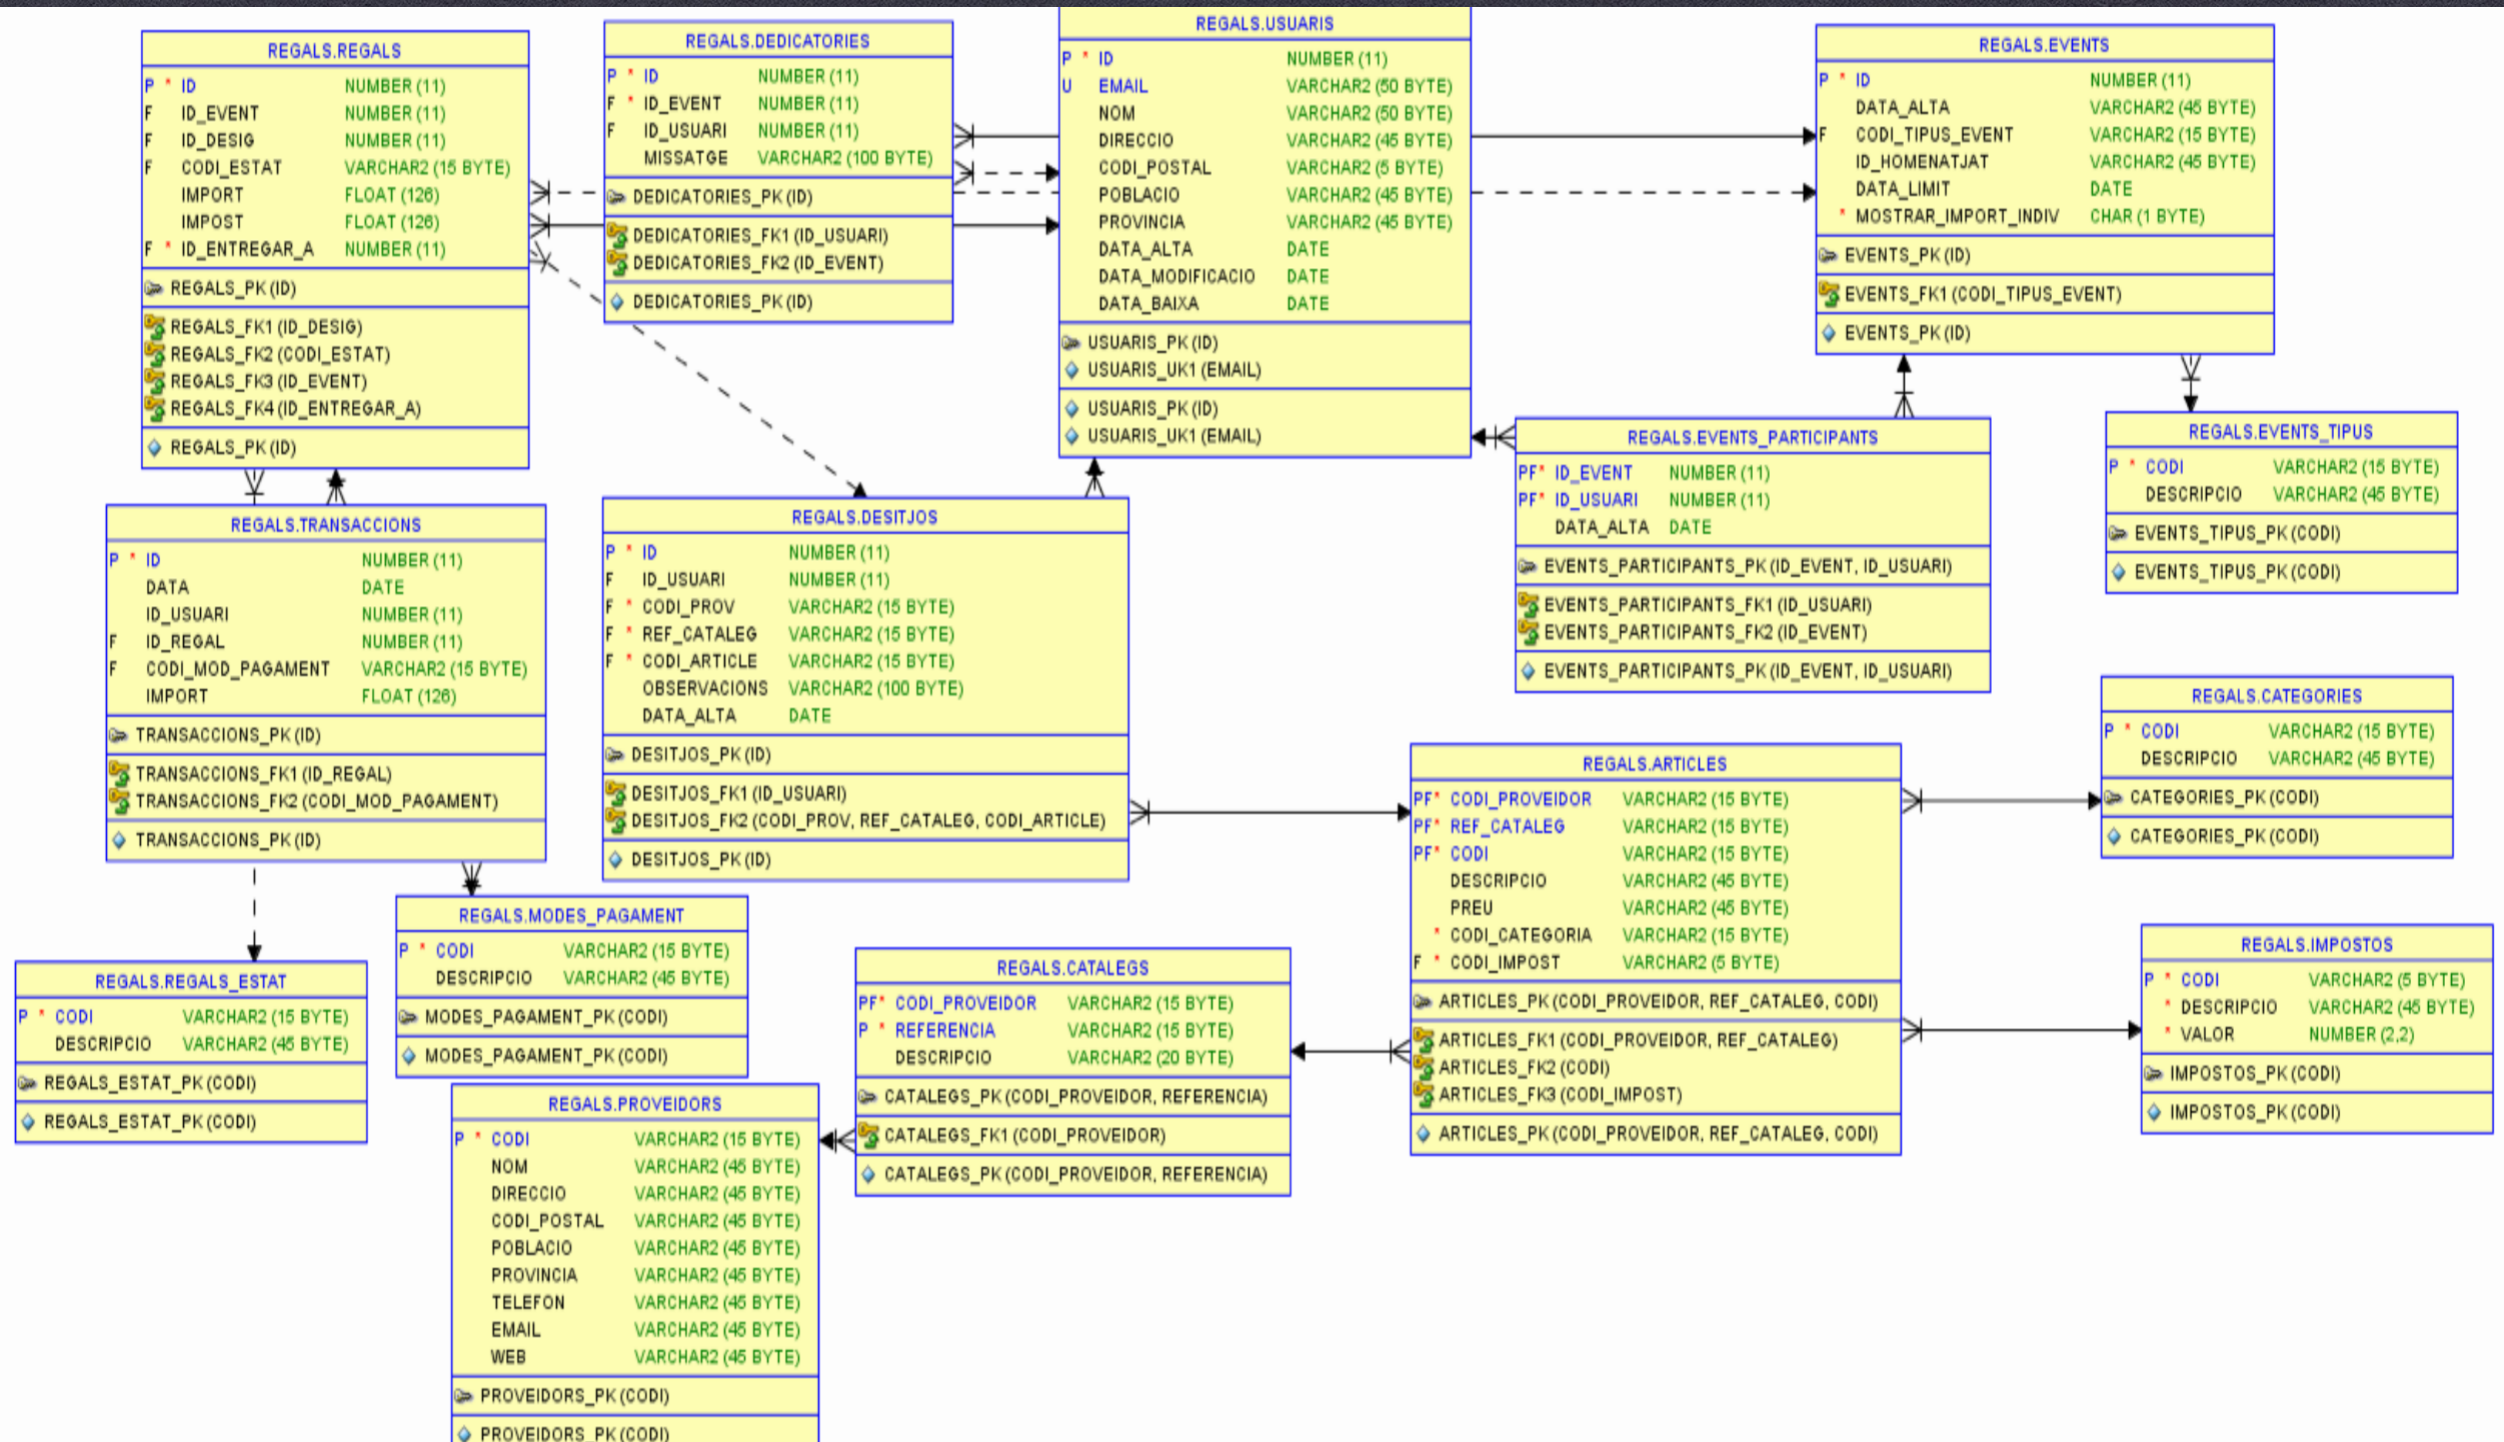 REGALS.REGALS
P * ID NUMBER (11)
F ID_EVENT NUMBER (11)
F ID_DESIG NUMBER (11)
F CODI_ESTAT VARCHAR2 (15 BYTE)
IMPORT FLOAT (126)
IMPOST FLOAT (126)
F * ID_ENTREGAR_A NUMBER (11)
REGALS_PK (ID)
REGALS_FK1 (ID_DESIG)
REGALS_FK2 (CODI_ESTAT)
REGALS_FK3 (ID_EVENT)
REGALS_FK4 (ID_ENTREGAR_A)
REGALS_PK (ID)
REGALS.DEDICATORIES
P * ID NUMBER (11)
F * ID_EVENT NUMBER (11)
F ID_USUARI NUMBER (11)
MISSATGE VARCHAR2 (100 BYTE)
DEDICATORIES_PK (ID)
DEDICATORIES_FK1 (ID_USUARI)
DEDICATORIES_FK2 (ID_EVENT)
DEDICATORIES_PK (ID)
REGALS.USUARIS
P * ID NUMBER (11)
U EMAIL VARCHAR2 (50 BYTE)
NOM VARCHAR2 (50 BYTE)
DIRECCIO VARCHAR2 (45 BYTE)
CODI_POSTAL VARCHAR2 (5 BYTE)
POBLACIO VARCHAR2 (45 BYTE)
PROVINCIA VARCHAR2 (45 BYTE)
DATA_ALTA DATE
DATA_MODIFICACIO DATE
DATA_BAIXA DATE
USUARIS_PK (ID)
USUARIS_UK1 (EMAIL)
USUARIS_PK (ID)
USUARIS_UK1 (EMAIL)
REGALS.EVENTS
P * ID NUMBER (11)
DATA_ALTA VARCHAR2 (45 BYTE)
F CODI_TIPUS_EVENT VARCHAR2 (15 BYTE)
ID_HOMENATJAT VARCHAR2 (45 BYTE)
DATA_LIMIT DATE
* MOSTRAR_IMPORT_INDIV CHAR (1 BYTE)
EVENTS_PK (ID)
EVENTS_FK1 (CODI_TIPUS_EVENT)
EVENTS_PK (ID)
REGALS.EVENTS_PARTICIPANTS
PF* ID_EVENT NUMBER (11)
PF* ID_USUARI NUMBER (11)
DATA_ALTA DATE
EVENTS_PARTICIPANTS_PK (ID_EVENT, ID_USUARI)
EVENTS_PARTICIPANTS_FK1 (ID_USUARI)
EVENTS_PARTICIPANTS_FK2 (ID_EVENT)
EVENTS_PARTICIPANTS_PK (ID_EVENT, ID_USUARI)
REGALS.EVENTS_TIPUS
P * CODI VARCHAR2 (15 BYTE)
DESCRIPCIO VARCHAR2 (45 BYTE)
EVENTS_TIPUS_PK (CODI)
EVENTS_TIPUS_PK (CODI)
REGALS.TRANSACCIONS
P * ID NUMBER (11)
DATA DATE
ID_USUARI NUMBER (11)
F ID_REGAL NUMBER (11)
F CODI_MOD_PAGAMENT VARCHAR2 (15 BYTE)
IMPORT FLOAT (126)
TRANSACCIONS_PK (ID)
TRANSACCIONS_FK1 (ID_REGAL)
TRANSACCIONS_FK2 (CODI_MOD_PAGAMENT)
TRANSACCIONS_PK (ID)
REGALS.DESITJOS
P * ID NUMBER (11)
F ID_USUARI NUMBER (11)
F * CODI_PROV VARCHAR2 (15 BYTE)
F * REF_CATALEG VARCHAR2 (15 BYTE)
F * CODI_ARTICLE VARCHAR2 (15 BYTE)
OBSERVACIONS VARCHAR2 (100 BYTE)
DATA_ALTA DATE
DESITJOS_PK (ID)
DESITJOS_FK1 (ID_USUARI)
DESITJOS_FK2 (CODI_PROV, REF_CATALEG, CODI_ARTICLE)
DESITJOS_PK (ID)
REGALS.CATEGORIES
P * CODI VARCHAR2 (15 BYTE)
DESCRIPCIO VARCHAR2 (45 BYTE)
CATEGORIES_PK (CODI)
CATEGORIES_PK (CODI)
REGALS.ARTICLES
PF* CODI_PROVEIDOR VARCHAR2 (15 BYTE)
PF* REF_CATALEG VARCHAR2 (15 BYTE)
PF* CODI VARCHAR2 (15 BYTE)
DESCRIPCIO VARCHAR2 (45 BYTE)
PREU VARCHAR2 (45 BYTE)
* CODI_CATEGORIA VARCHAR2 (15 BYTE)
F * CODI_IMPOST VARCHAR2 (5 BYTE)
ARTICLES_PK (CODI_PROVEIDOR, REF_CATALEG, CODI)
ARTICLES_FK1 (CODI_PROVEIDOR, REF_CATALEG)
ARTICLES_FK2 (CODI)
ARTICLES_FK3 (CODI_IMPOST)
ARTICLES_PK (CODI_PROVEIDOR, REF_CATALEG, CODI)
REGALS.MODES_PAGAMENT
P * CODI VARCHAR2 (15 BYTE)
DESCRIPCIO VARCHAR2 (45 BYTE)
MODES_PAGAMENT_PK (CODI)
MODES_PAGAMENT_PK (CODI)
REGALS.IMPOSTOS
P * CODI VARCHAR2 (5 BYTE)
* DESCRIPCIO VARCHAR2 (45 BYTE)
* VALOR NUMBER (2,2)
IMPOSTOS_PK (CODI)
IMPOSTOS_PK (CODI)
REGALS.CATALEGS
PF* CODI_PROVEIDOR VARCHAR2 (15 BYTE)
P * REFERENCIA VARCHAR2 (15 BYTE)
DESCRIPCIO VARCHAR2 (20 BYTE)
CATALEGS_PK (CODI_PROVEIDOR, REFERENCIA)
CATALEGS_FK1 (CODI_PROVEIDOR)
CATALEGS_PK (CODI_PROVEIDOR, REFERENCIA)
REGALS.REGALS_ESTAT
P * CODI VARCHAR2 (15 BYTE)
DESCRIPCIO VARCHAR2 (45 BYTE)
REGALS_ESTAT_PK (CODI)
REGALS_ESTAT_PK (CODI)
REGALS.PROVEIDORS
P * CODI VARCHAR2 (15 BYTE)
NOM VARCHAR2 (45 BYTE)
DIRECCIO VARCHAR2 (45 BYTE)
CODI_POSTAL VARCHAR2 (45 BYTE)
POBLACIO VARCHAR2 (45 BYTE)
PROVINCIA VARCHAR2 (45 BYTE)
TELEFON VARCHAR2 (45 BYTE)
EMAIL VARCHAR2 (45 BYTE)
WEB VARCHAR2 (45 BYTE)
PROVEIDORS_PK (CODI)
PROVEIDORS_PK (CODI)